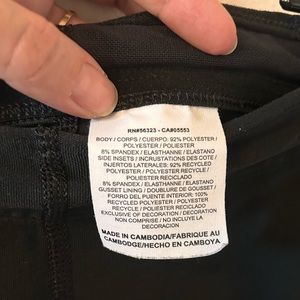 RN#56323 - CA#05553
BODY / CORPS / CUERPO: 92% POLYESTER /
POLYESTER / POLIESTER
8% SPANDEX / ELASTHANNE / ELASTANO
SIDE INSETS / INCRUSTATIONS DES COTE /
INJERTOS LATERALES: 92% RECYCLED
POLYESTER / POLYESTER RECYCLE /
POLIESTER RECICLADO
8% SPANDEX / ELASTHANNE / ELASTANO
GUSSET LINING / DOUBLURE DE GOUSSET /
FORRO DEL PUENTE INTERIOR: 100%
RECYCLED POLYESTER / POLYESTER
RECYCLE / POLIESTER RECICLADO
EXCLUSIVE OF DECORATION / DECORATION
NON COMPRIS / NO INCLUYE DECORACION
MADE IN CAMBODIA/FABRIQUE AU
CAMBODGE/HECHO EN CAMBOYA